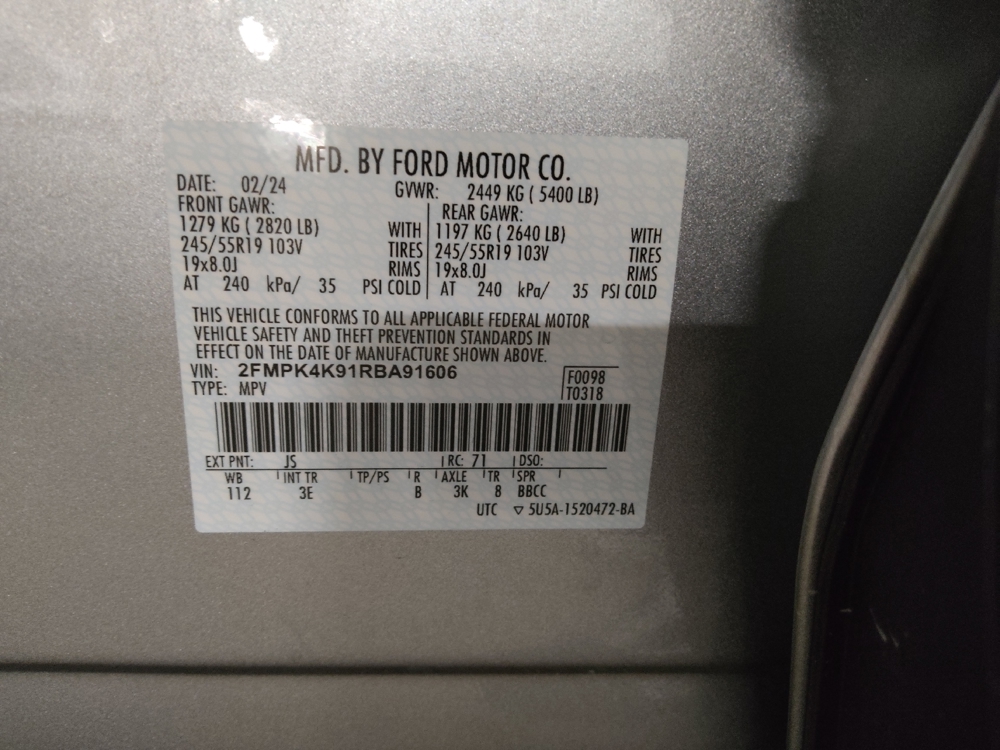 MFD. BY FORD MOTOR CO.
DATE: 02/24 GVWR: 2449 KG ( 5400 LB)
FRONT GAWR: REAR GAWR:
1279 KG ( 2820 LB) WITH 1197 KG ( 2640 LB) WITH
245/55R19 103V TIRES 245/55R19 103V TIRES
19x8.0J RIMS 19x8.0J RIMS
AT 240 kPa/ 35 PSI COLD AT 240 kPa/ 35 PSI COLD
THIS VEHICLE CONFORMS TO ALL APPLICABLE FEDERAL MOTOR
VEHICLE SAFETY AND THEFT PREVENTION STANDARDS IN
EFFECT ON THE DATE OF MANUFACTURE SHOWN ABOVE.
VIN: 2FMPK4K91RBA91606 F0098
TYPE: MPV T0318
EXT PNT: JS RC: 71 DSO:
WB INT TR TP/PS R AXLE TR SPR
112 3E B 3K 8 BBCC
UTC ▽ 5U5A-1520472-BA